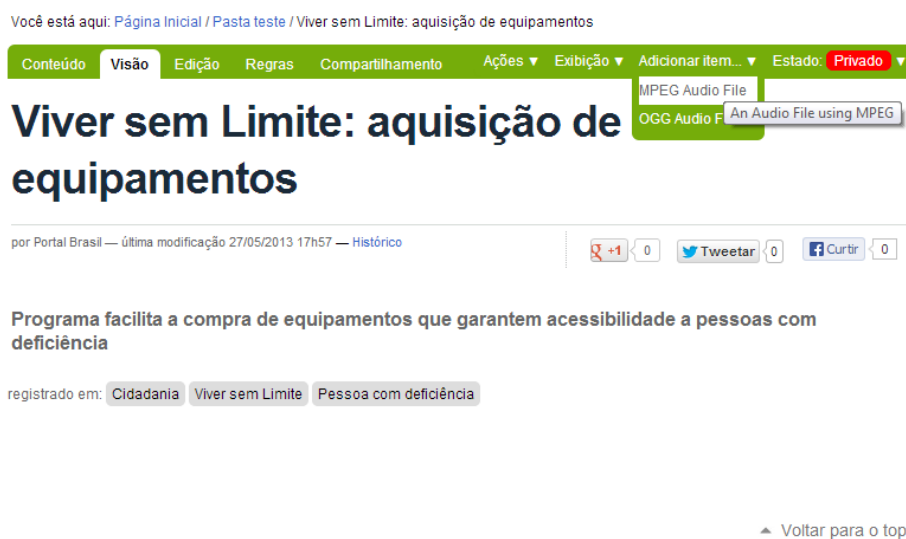 Você está aqui: Página Inicial / Pasta teste / Viver sem Limite: aquisição de equipamentos
Conteúdo Visão Edição Regras Compartilhamento Ações ▼ Exibição ▼ Adicionar item... ▼ Estado: Privado ▼
MPEG Audio File
An Audio File using MPEG
OGG Audio F
Viver sem Limite: aquisição de
equipamentos
por Portal Brasil — última modificação 27/05/2013 17h57 — Histórico
+1 0 Tweetar 0 Curtir 0
Programa facilita a compra de equipamentos que garantem acessibilidade a pessoas com
deficiência
registrado em: Cidadania Viver sem Limite Pessoa com deficiência
Voltar para o top